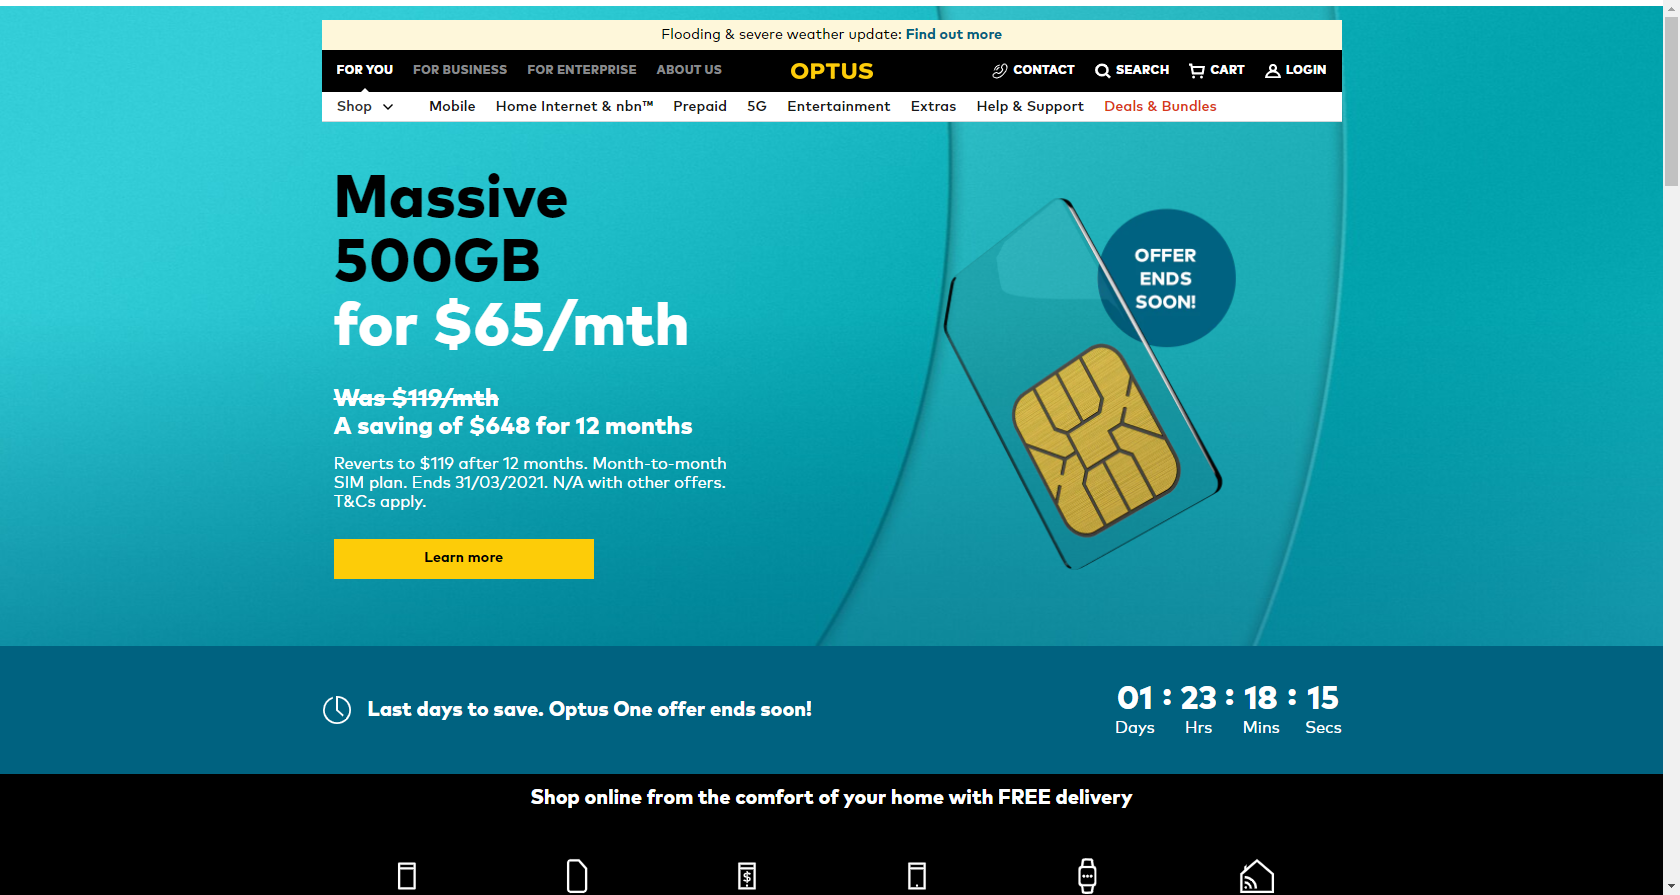 Flooding & severe weather update: Find out more
FOR YOU FOR BUSINESS FOR ENTERPRISE ABOUT US OPTUS CONTACT SEARCH CART LOGIN
Shop Mobile Home Internet & nbn™ Prepaid 5G Entertainment Extras Help & Support Deals & Bundles
Massive
500GB
for $65/mth
Was $119/mth
A saving of $648 for 12 months
Reverts to $119 after 12 months. Month-to-month
SIM plan. Ends 31/03/2021. N/A with other offers.
T&Cs apply.
Learn more
OFFER
ENDS
SOON!
Last days to save. Optus One offer ends soon!
01 : 23 : 18 : 15
Days Hrs Mins Secs
Shop online from the comfort of your home with FREE delivery
$